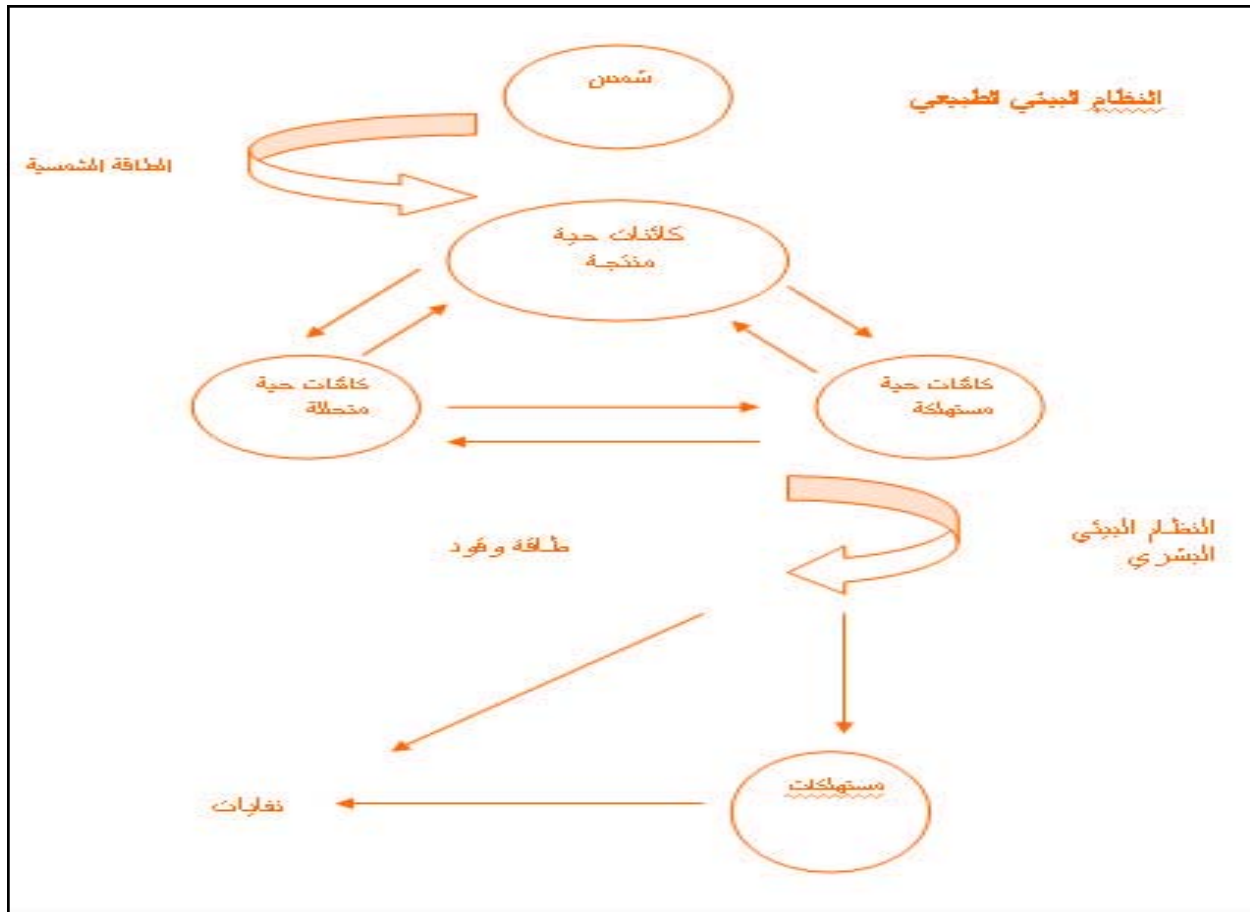 شمس
النظام البيئي الطبيعي
الطاقة الشمسية
كائنات حية
منتجة
كائنات حية
مستهلكة
كائنات حية
متحللة
النظام البيئي
البشري
طاقة وقود
مستهلكات
نفايات